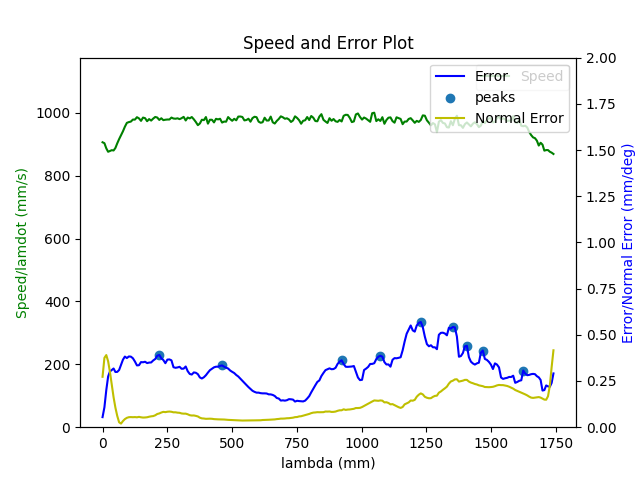 Speed and Error Plot
Error
Speed
peaks
Normal Error
Speed/lamdot (mm/s)
1000
800
600
400
200
0
2.00
1.75
1.50
1.25
1.00
0.75
0.50
0.25
0.00
Error/Normal Error (mm/deg)
0 250 500 750 1000 1250 1500 1750
lambda (mm)